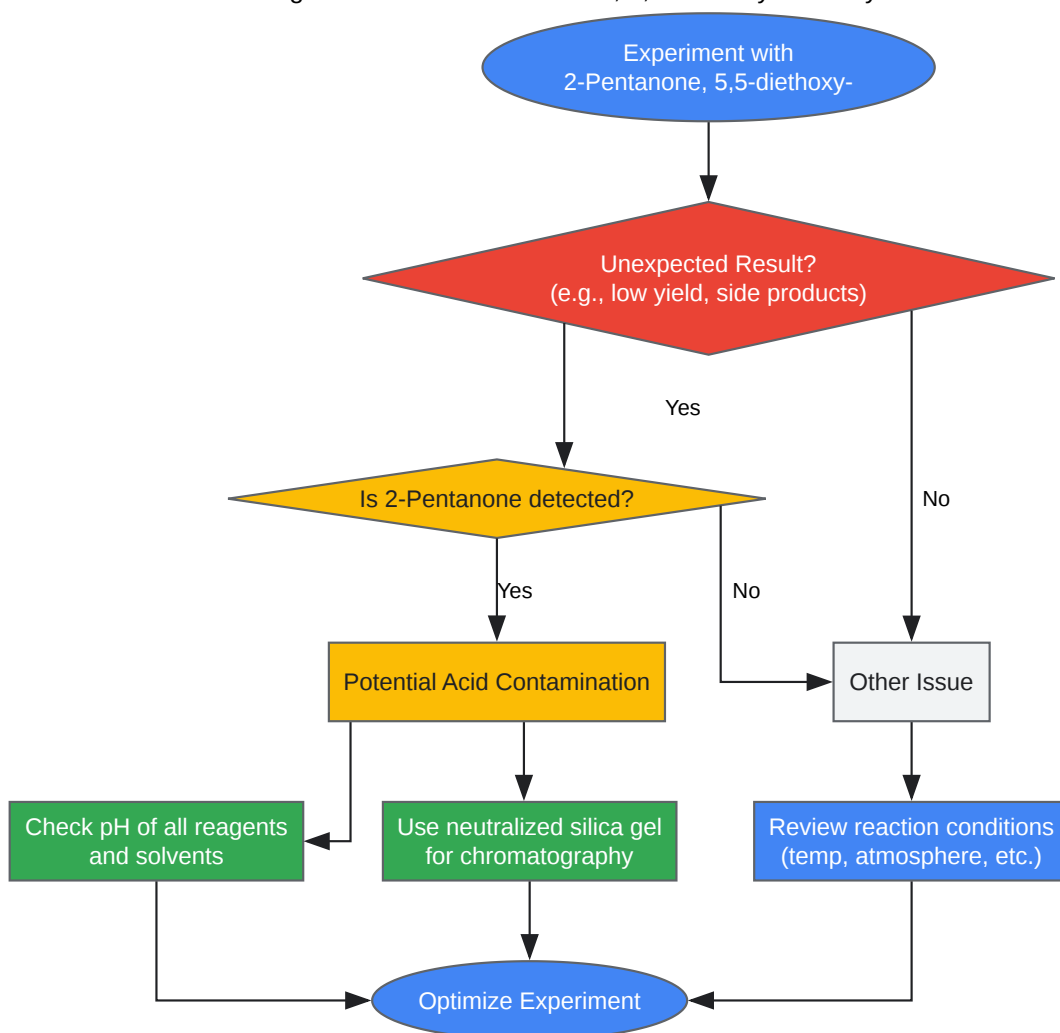 Experiment with
2-Pentanone, 5,5-diethoxy-
Unexpected Result?
(e.g., low yield, side products)
Yes
No
Is 2-Pentanone detected?
Yes
No
Potential Acid Contamination
Other Issue
Check pH of all reagents
and solvents
Use neutralized silica gel
for chromatography
Review reaction conditions
(temp, atmosphere, etc.)
Optimize Experiment